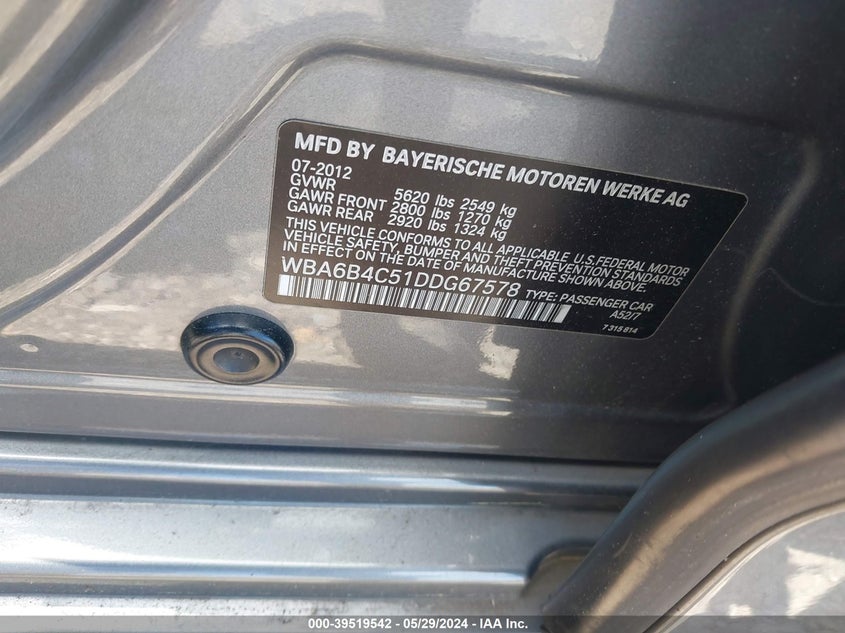 MFD BY BAYERISCHE MOTOREN WERKE AG
07-2012
GVWR 5620 lbs 2549 kg
GAWR FRONT 2800 lbs 1270 kg
GAWR REAR 2920 lbs 1324 kg
THIS VEHICLE CONFORMS TO ALL APPLICABLE U.S.FEDERAL MOTOR
VEHICLE SAFETY, BUMPER AND THEFT PREVENTION STANDARDS
IN EFFECT ON THE DATE OF MANUFACTURE SHOWN ABOVE.
WBA6B4C51DDG67578 TYPE: PASSENGER CAR
A52/7
7 315 814
000-39519542 - 05/29/2024 - IAA Inc.